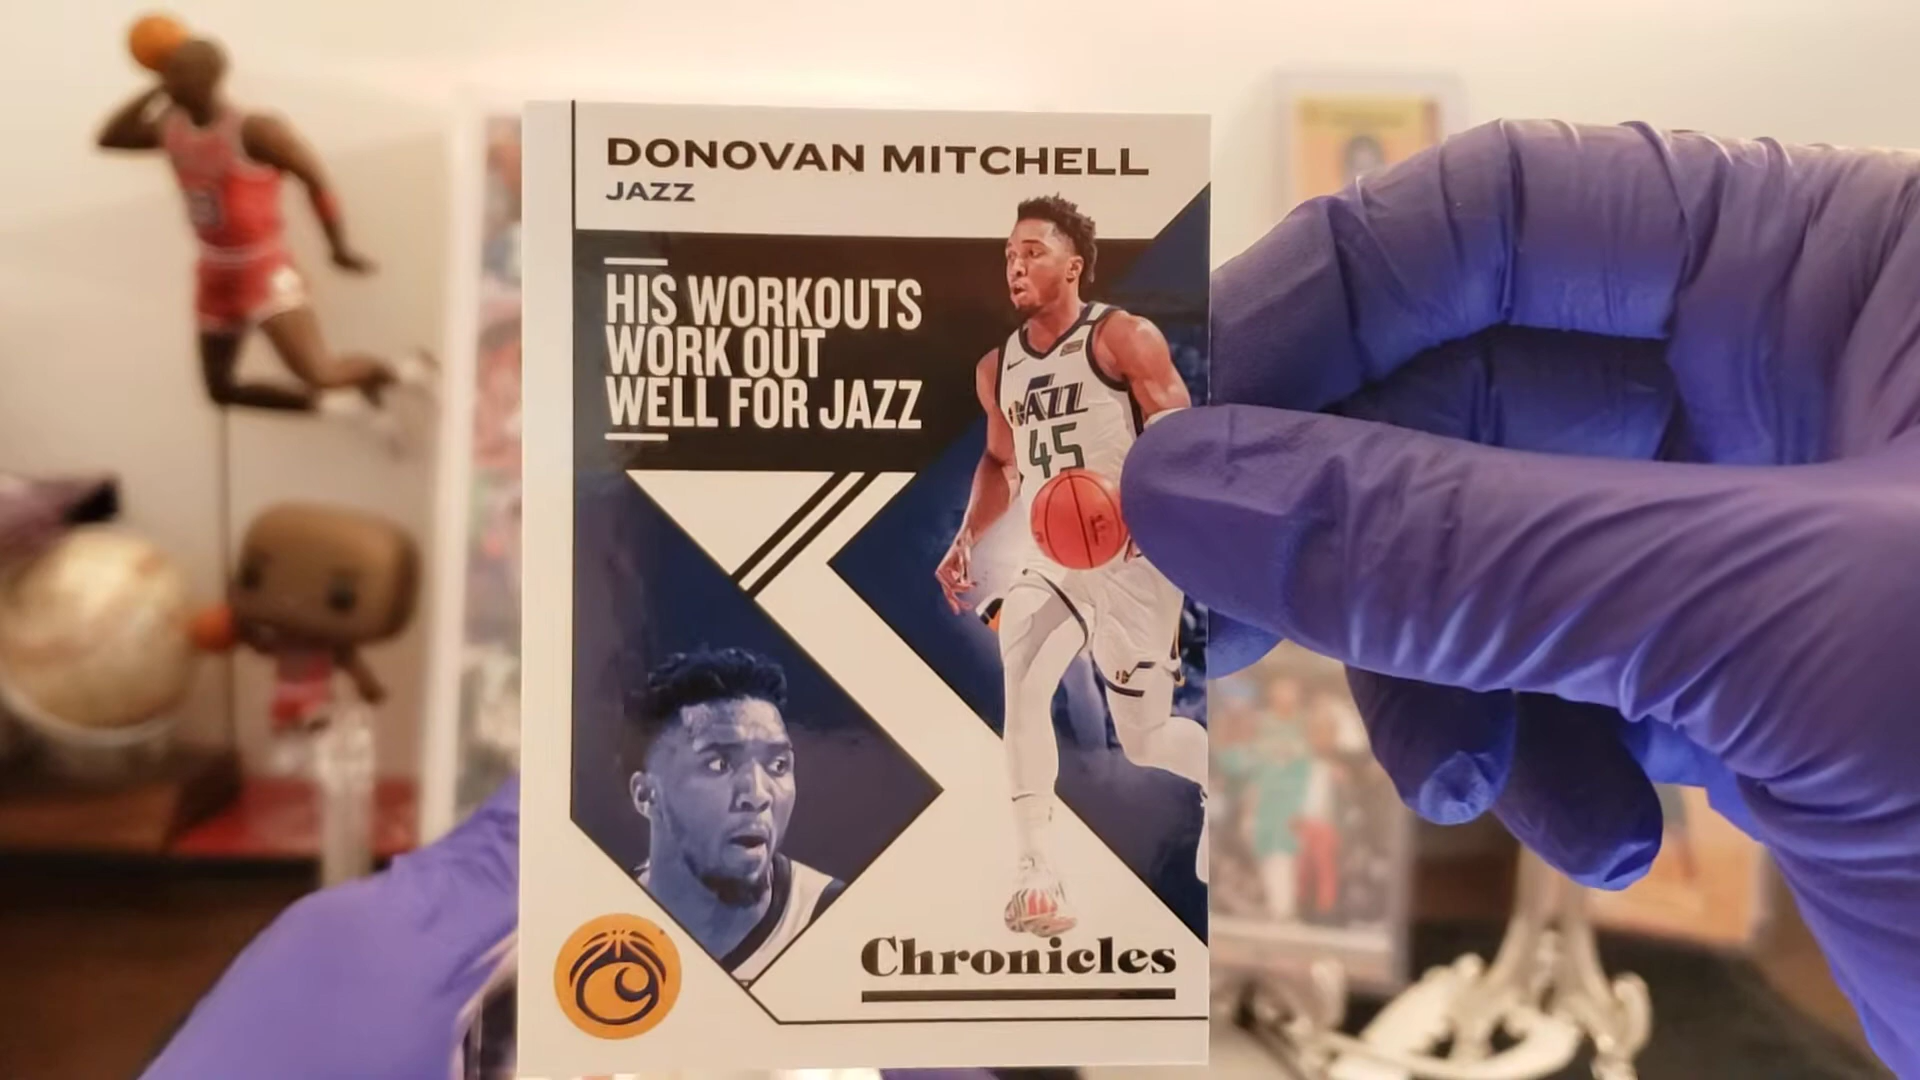 DONOVAN MITCHELL
JAZZ
HIS WORKOUTS
WORK OUT
WELL FOR JAZZ
JAZZ
45
Chronicles